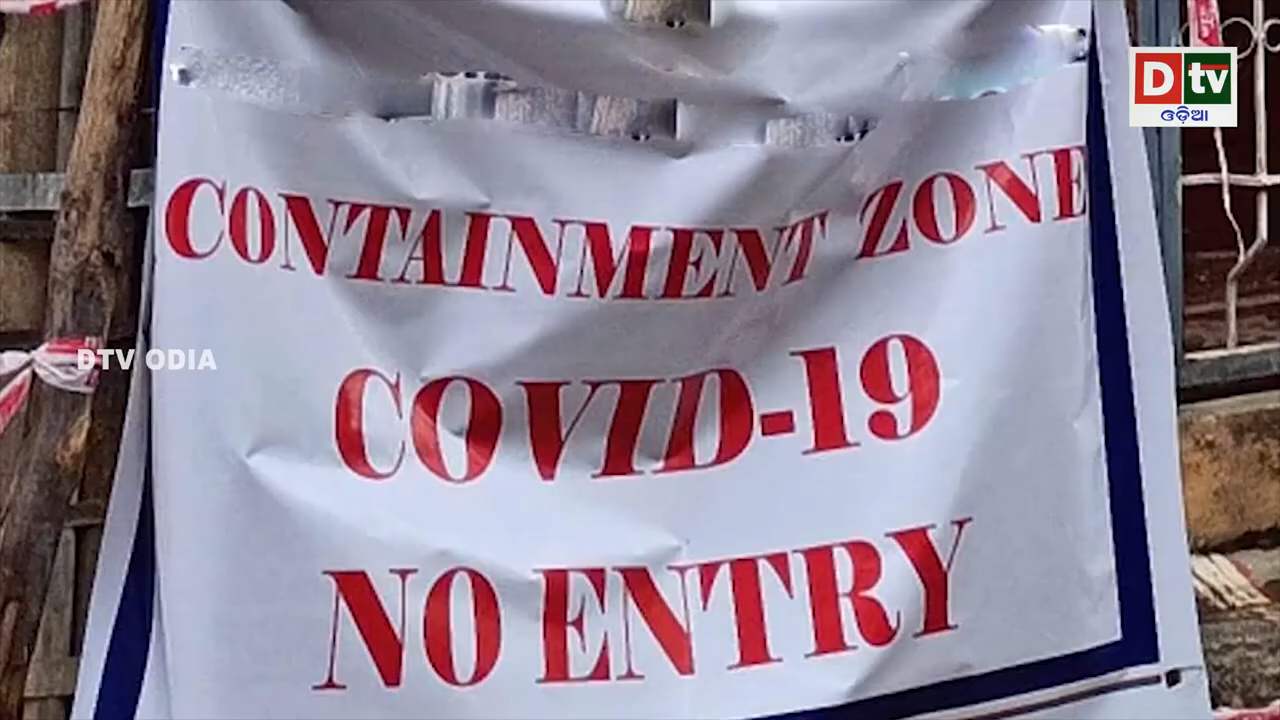 Dtv
ଓଡ଼ିଆ
CONTAINMENT ZONE
DTV ODIA
COVID-19
NO ENTRY